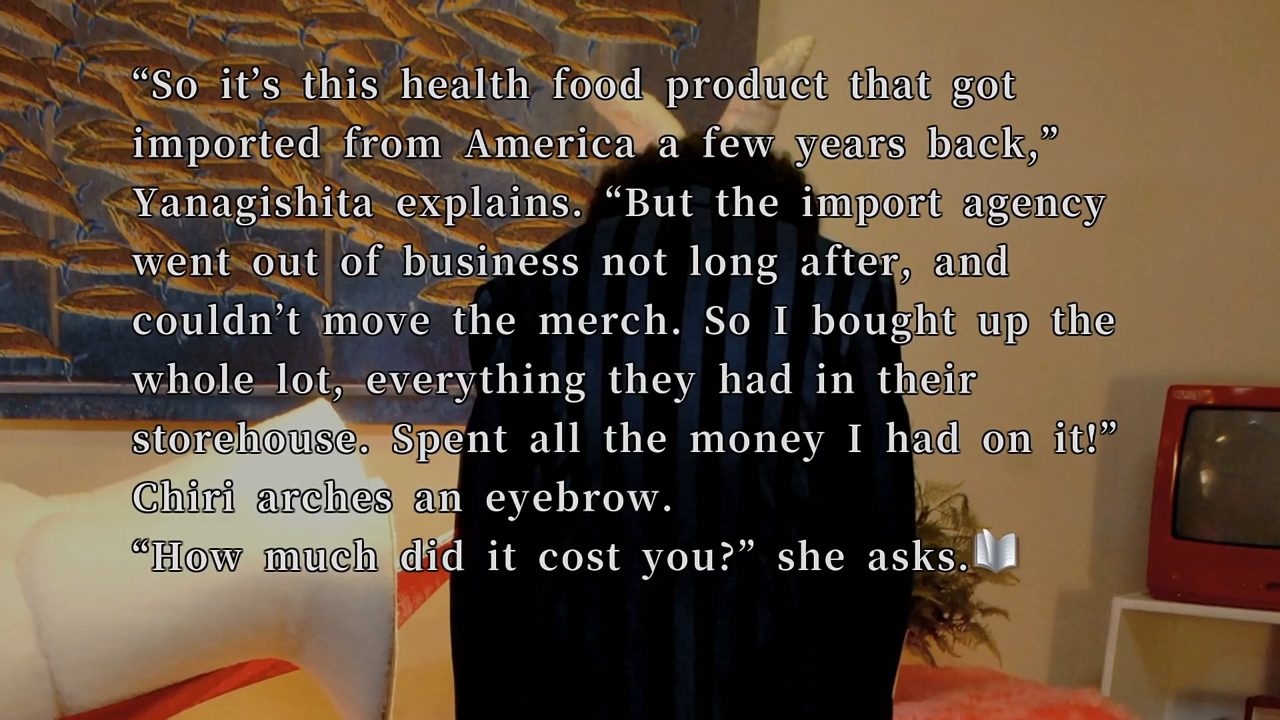 “So it’s this health food product that got
imported from America a few years back,”
Yanagishita explains. “But the import agency
went out of business not long after, and
couldn’t move the merch. So I bought up the
whole lot, everything they had in their
storehouse. Spent all the money I had on it!”
Chiri arches an eyebrow.
“How much did it cost you?” she asks.